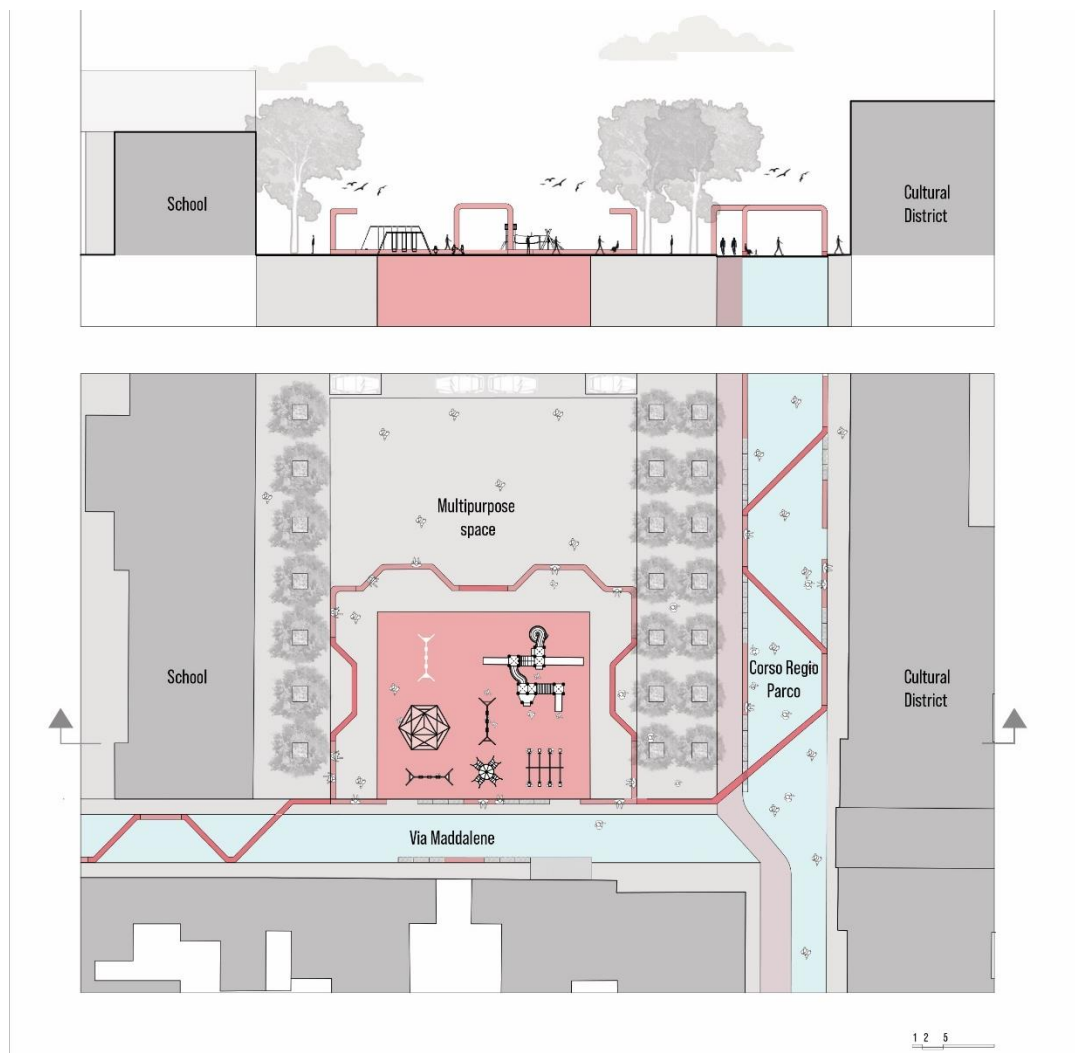 School
Cultural
District
Multipurpose
space
School
Corso Regio
Parco
Cultural
District
Via Maddalene
1 2 5